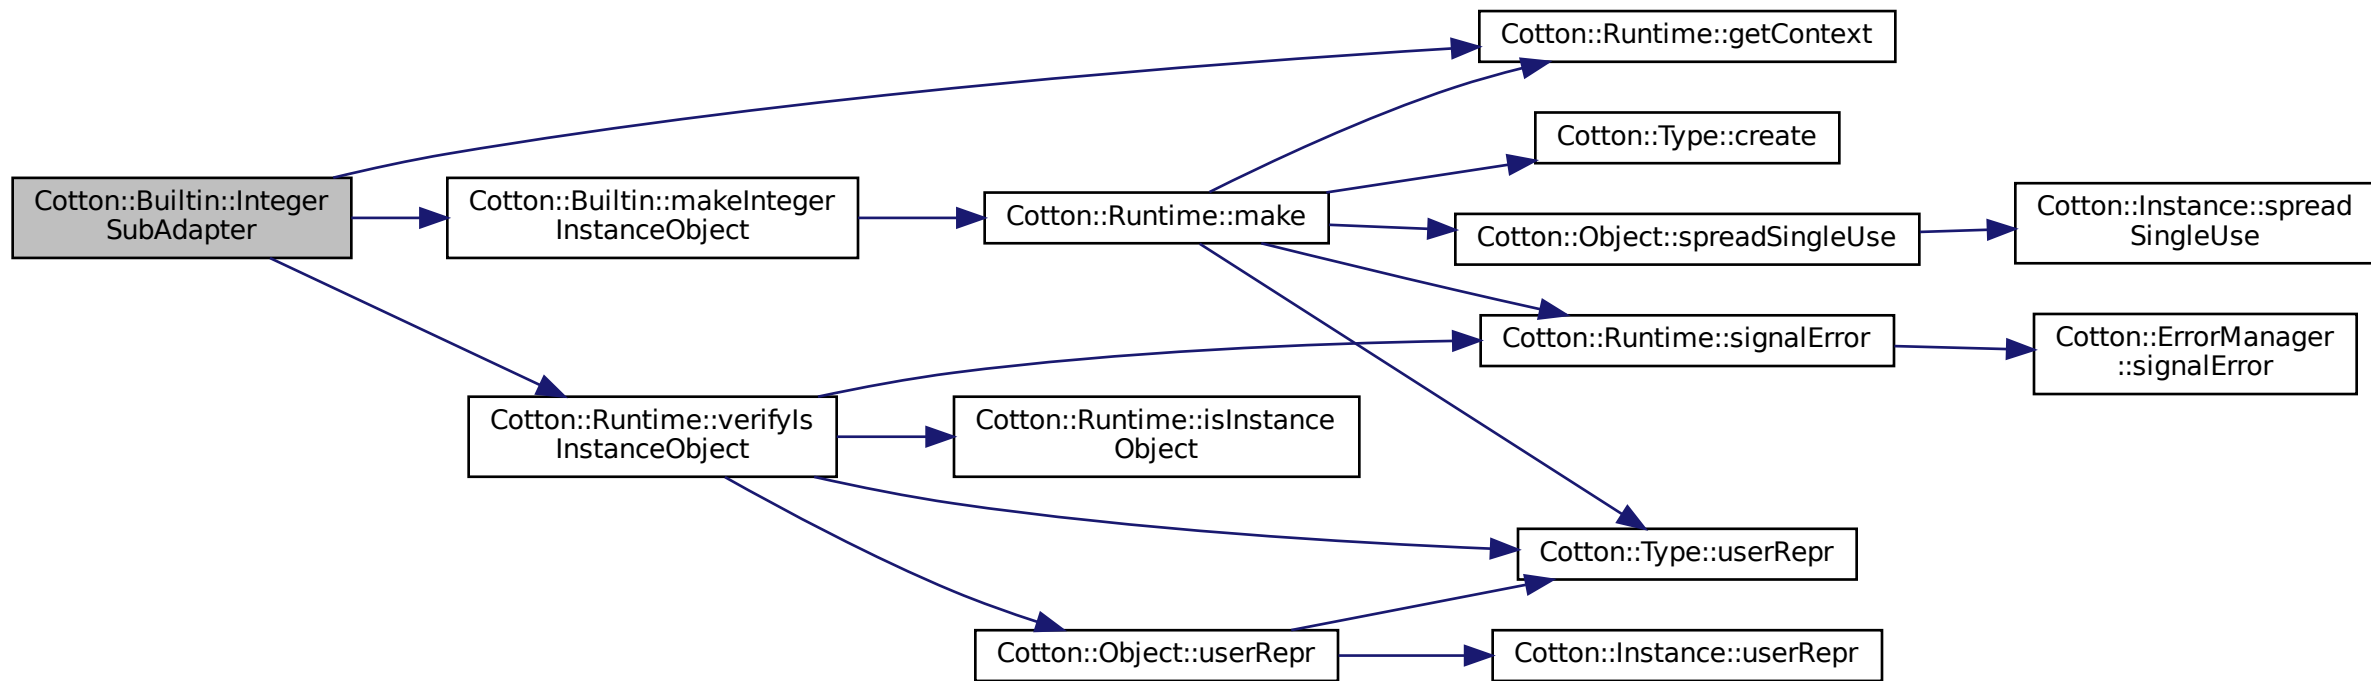 Cotton::Runtime::getContext
Cotton::Type::create
Cotton::Builtin::Integer
SubAdapter
Cotton::Builtin::makeInteger
InstanceObject
Cotton::Runtime::make
Cotton::Object::spreadSingleUse
Cotton::Instance::spread
SingleUse
Cotton::Runtime::signalError
Cotton::ErrorManager
::signalError
Cotton::Runtime::verifyIs
InstanceObject
Cotton::Runtime::isInstance
Object
Cotton::Type::userRepr
Cotton::Object::userRepr
Cotton::Instance::userRepr